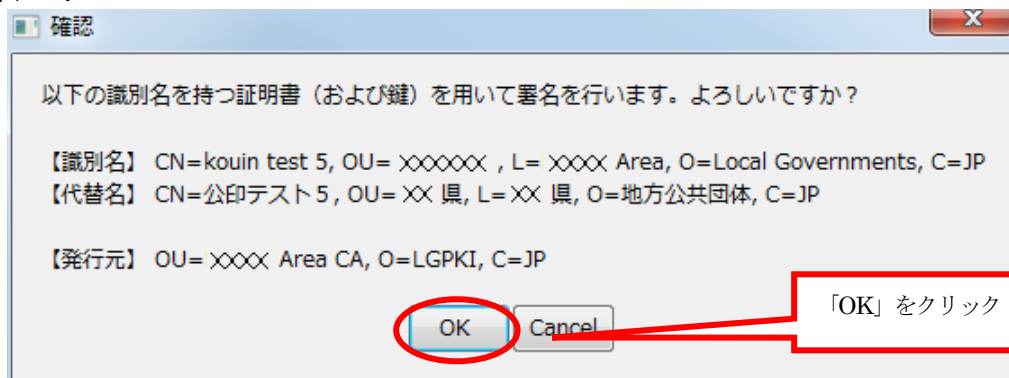 確認
以下の識別名を持つ証明書（および鍵）を用いて署名を行います。よろしいですか？
【識別名】 CN=kouin test 5, OU= XXXXXX , L= XXXX Area, O=Local Governments, C=JP
【代替名】 CN=公印テスト５, OU= XX 県, L= XX 県, O=地方公共団体, C=JP
【発行元】 OU= XXXX Area CA, O=LGPKI, C=JP
「OK」をクリック
OK Cancel